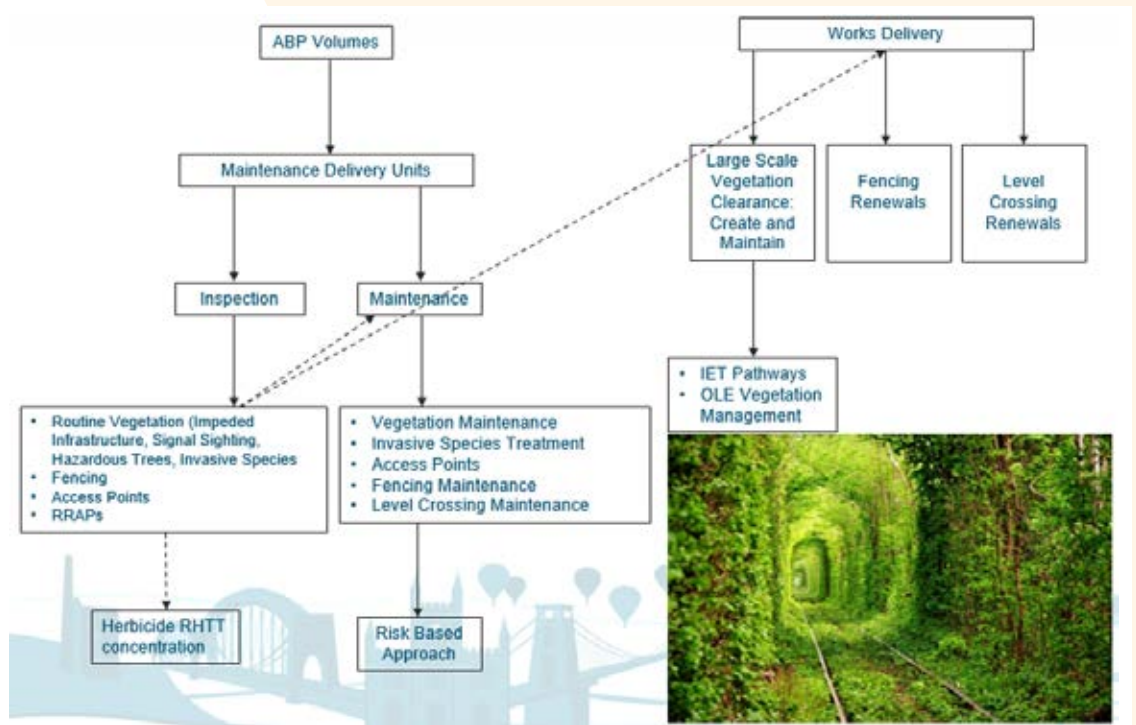 ABP Volumes
Works Delivery
Maintenance Delivery Units
Large Scale
Vegetation
Clearance:
Create and
Maintain
Fencing
Renewals
Level
Crossing
Renewals
Inspection
Maintenance
• IET Pathways
• OLE Vegetation
Management
• Routine Vegetation (Impeded
Infrastructure, Signal Sighting,
Hazardous Trees, Invasive Species
• Fencing
• Access Points
• RRAPs
• Vegetation Maintenance
• Invasive Species Treatment
• Access Points
• Fencing Maintenance
• Level Crossing Maintenance
Herbicide RHTT
concentration
Risk Based
Approach